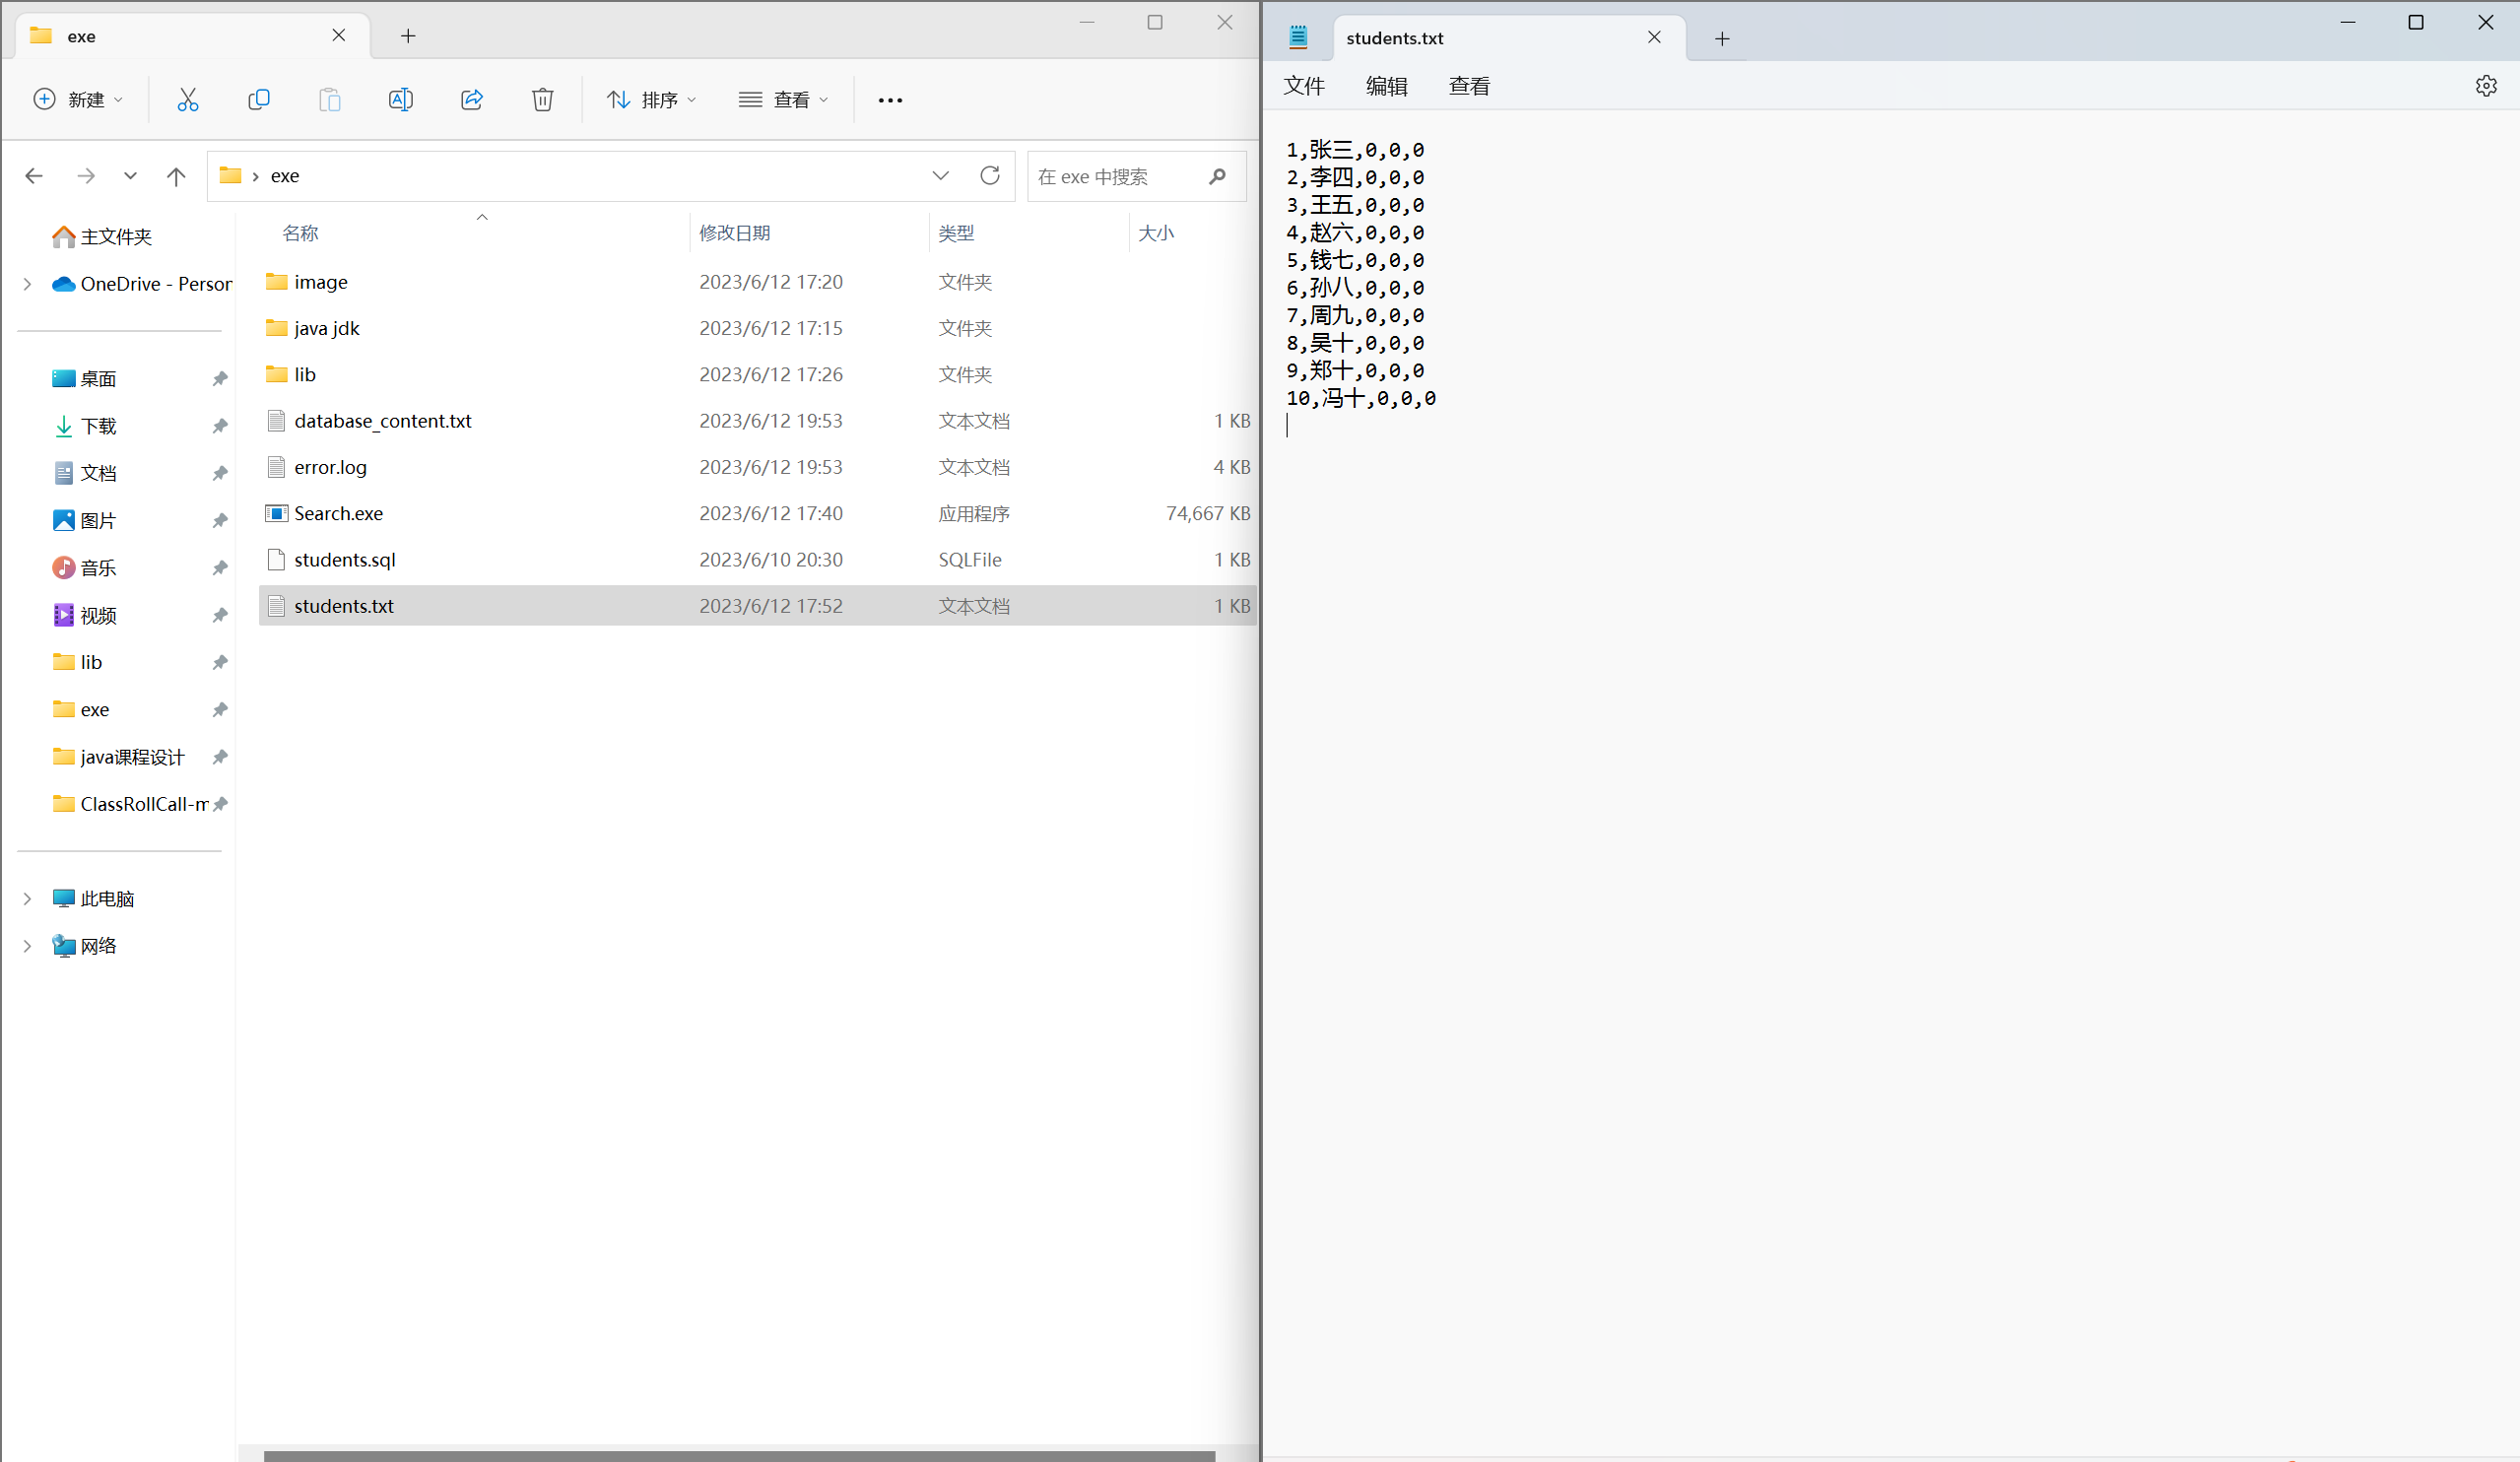 exe
新建
排序
查看
exe
在 exe 中搜索
主文件夹
OneDrive - Person
桌面
下载
文档
图片
音乐
视频
lib
exe
java课程设计
ClassRollCall-m
此电脑
网络
名称 修改日期 类型 大小
image 2023/6/12 17:20 文件夹
java jdk 2023/6/12 17:15 文件夹
lib 2023/6/12 17:26 文件夹
database_content.txt 2023/6/12 19:53 文本文档 1 KB
error.log 2023/6/12 19:53 文本文档 4 KB
Search.exe 2023/6/12 17:40 应用程序 74,667 KB
students.sql 2023/6/10 20:30 SQLFile 1 KB
students.txt 2023/6/12 17:52 文本文档 1 KB
students.txt
文件 编辑 查看
1,张三,0,0,0
2,李四,0,0,0
3,王五,0,0,0
4,赵六,0,0,0
5,钱七,0,0,0
6,孙八,0,0,0
7,周九,0,0,0
8,吴十,0,0,0
9,郑十,0,0,0
10,冯十,0,0,0